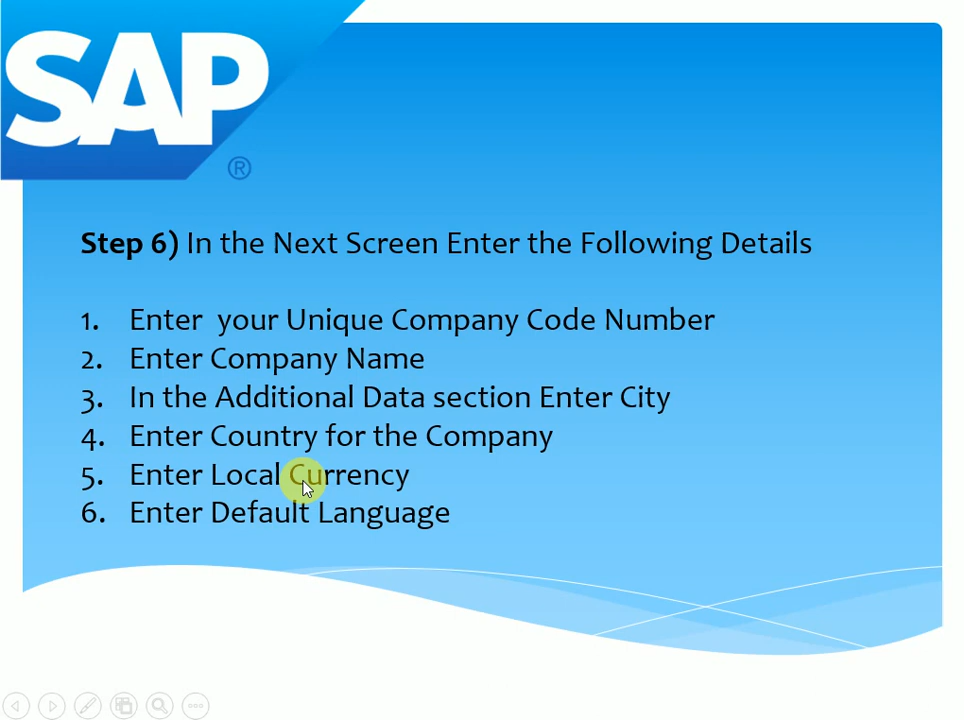 SAP
®
Step 6) In the Next Screen Enter the Following Details
1. Enter your Unique Company Code Number
2. Enter Company Name
3. In the Additional Data section Enter City
4. Enter Country for the Company
5. Enter Local Currency
6. Enter Default Language